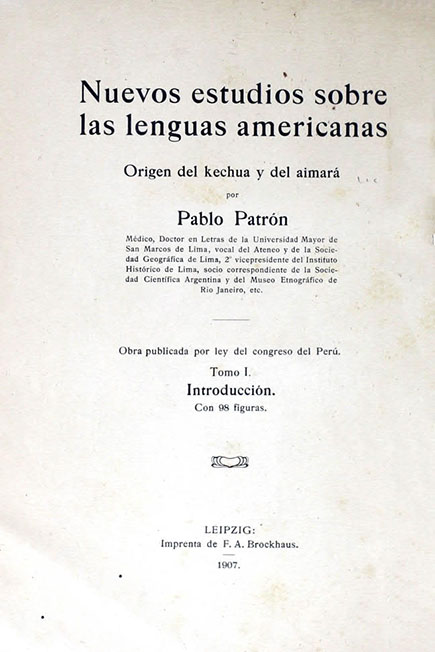 Nuevos estudios sobre
las lenguas americanas
Origen del kechua y del aimará
por
Pablo Patrón
Médico, Doctor en Letras de la Universidad Mayor de
San Marcos de Lima, vocal del Ateneo y de la Socie-
dad Geográfica de Lima, 2º vicepresidente del Instituto
Histórico de Lima, socio correspondiente de la Socie-
dad Científica Argentina y del Museo Etnográfico de
Rio Janeiro, etc.
Obra publicada por ley del congreso del Perú.
Tomo I.
Introducción.
Con 98 figuras.
LEIPZIG:
Imprenta de F. A. Brockhaus.
1907.